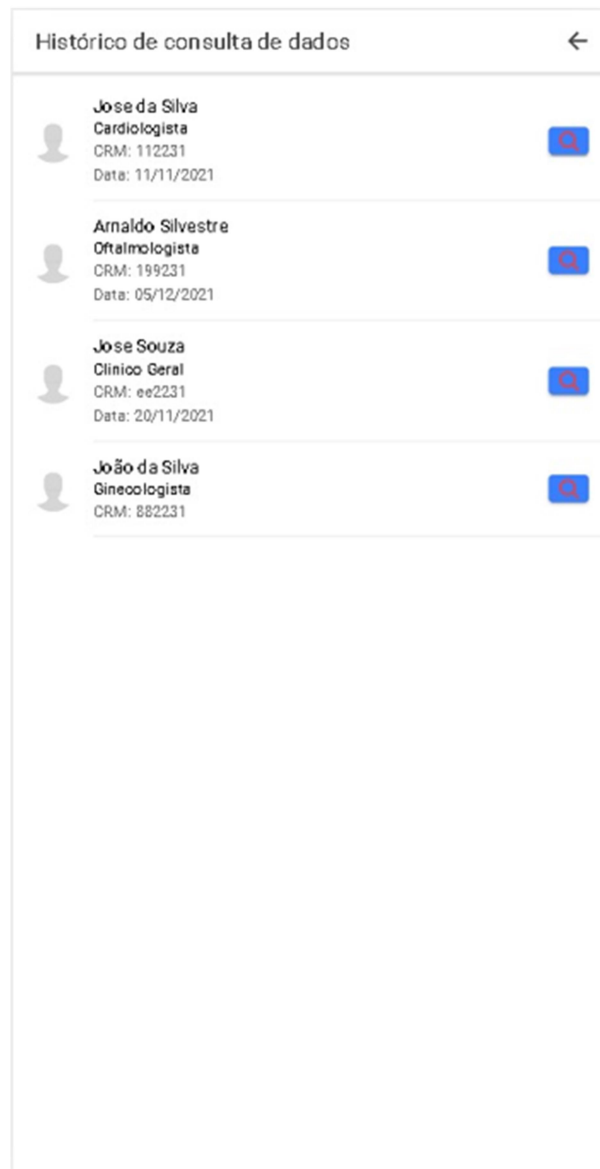 Histórico de consulta de dados
Jose da Silva
Cardiologista
CRM: 112231
Data: 11/11/2021
Arnaldo Silvestre
Oftalmologista
CRM: 199231
Data: 05/12/2021
Jose Souza
Clinico Geral
CRM: ee2231
Data: 20/11/2021
João da Silva
Ginecologista
CRM: 882231